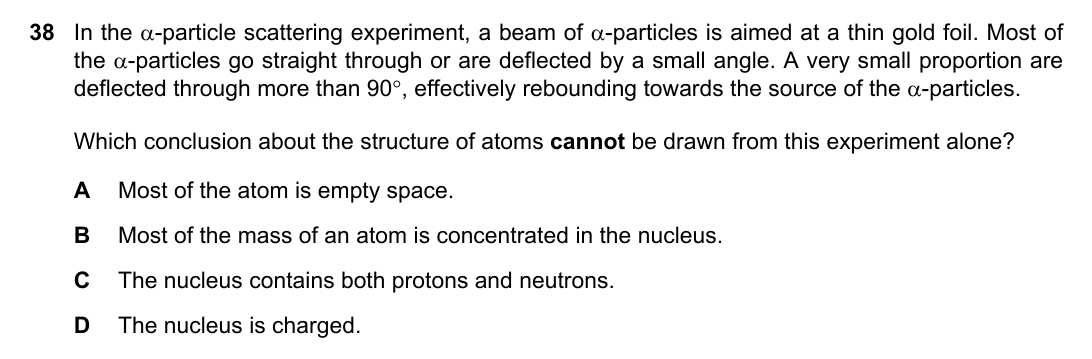 38 In the α-particle scattering experiment, a beam of α-particles is aimed at a thin gold foil. Most of
the α-particles go straight through or are deflected by a small angle. A very small proportion are
deflected through more than 90°, effectively rebounding towards the source of the α-particles.
Which conclusion about the structure of atoms cannot be drawn from this experiment alone?
A Most of the atom is empty space.
B Most of the mass of an atom is concentrated in the nucleus.
C The nucleus contains both protons and neutrons.
D The nucleus is charged.